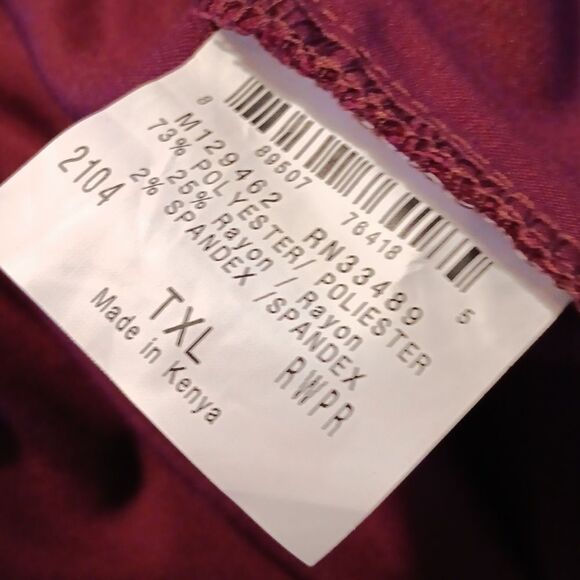 8 89507 76418 5
M129462 RN33489
73% POLYESTER/ POLIESTER
25% Rayon / Rayon
2% SPANDEX /SPANDEX
2104
TXL RWPR
Made in Kenya